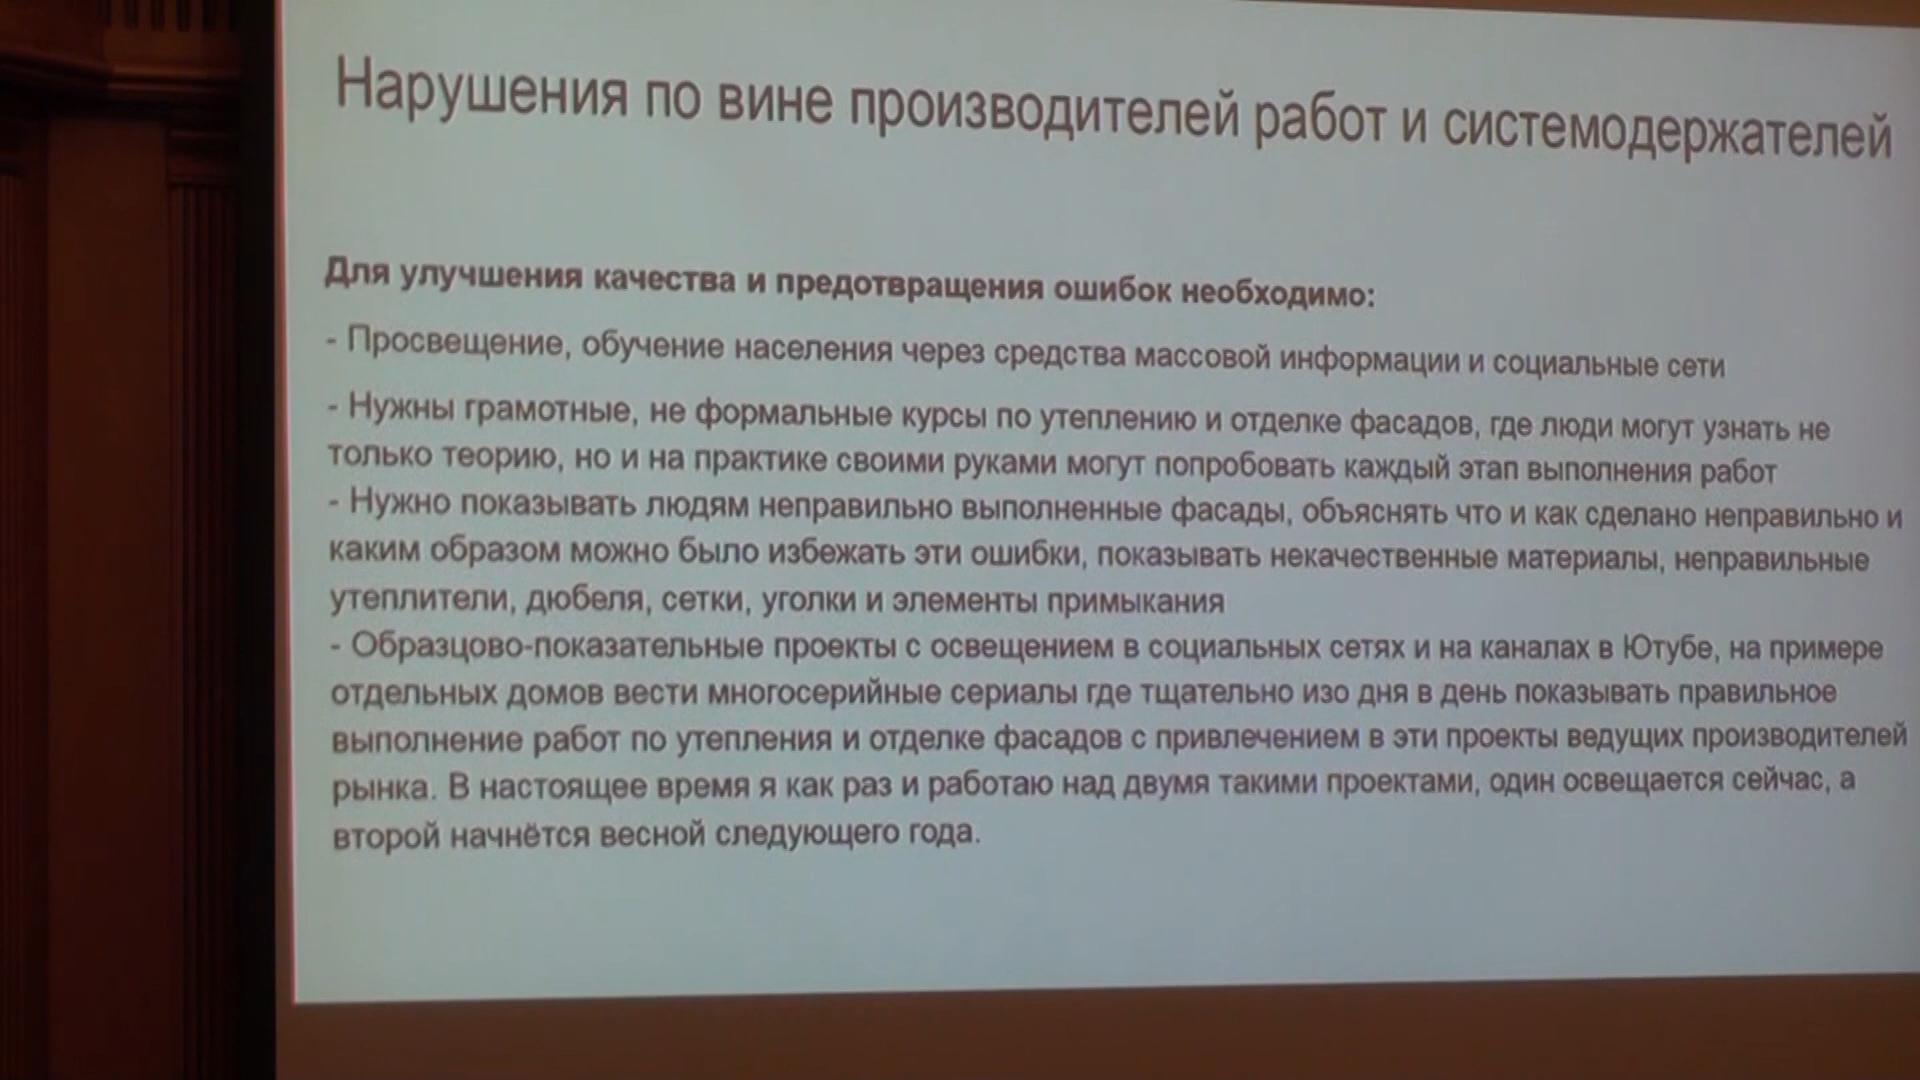 Нарушения по вине производителей работ и системодержателей
Для улучшения качества и предотвращения ошибок необходимо:
- Просвещение, обучение населения через средства массовой информации и социальные сети
- Нужны грамотные, не формальные курсы по утеплению и отделке фасадов, где люди могут узнать не
только теорию, но и на практике своими руками могут попробовать каждый этап выполнения работ
- Нужно показывать людям неправильно выполненные фасады, объяснять что и как сделано неправильно и
каким образом можно было избежать эти ошибки, показывать некачественные материалы, неправильные
утеплители, дюбеля, сетки, уголки и элементы примыкания
- Образцово-показательные проекты с освещением в социальных сетях и на каналах в Ютубе, на примере
отдельных домов вести многосерийные сериалы где тщательно изо дня в день показывать правильное
выполнение работ по утепления и отделке фасадов с привлечением в эти проекты ведущих производителей
рынка. В настоящее время я как раз и работаю над двумя такими проектами, один освещается сейчас, а
второй начнётся весной следующего года.